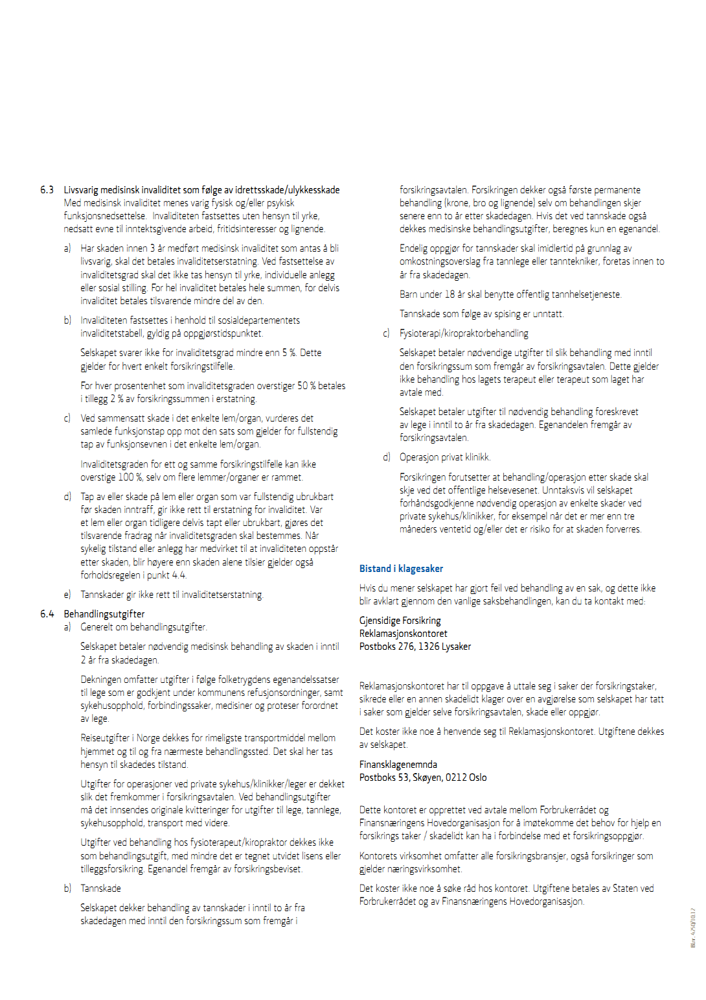 6.3 Livsvarig medisinsk invaliditet som følge av idrettsskade/ulykkesskade
Med medisinsk invaliditet menes varig fysisk og/eller psykisk
funksjonsnedsettelse.  Invaliditeten fastsettes uten hensyn til yrke,
nedsatt evne til inntektsgivende arbeid, fritidsinteresser og lignende.
a) Har skaden innen 3 år medført medisinsk invaliditet som antas å bli
livsvarig, skal det betales invaliditetserstatning. Ved fastsettelse av
invaliditetsgrad skal det ikke tas hensyn til yrke, individuelle anlegg
eller sosial stilling. For hel invaliditet betales hele summen, for delvis
invaliditet betales tilsvarende mindre del av den.
b) Invaliditeten fastsettes i henhold til sosialdepartementets
invaliditetstabell, gyldig på oppgjørstidspunktet.
Selskapet svarer ikke for invaliditetsgrad mindre enn 5 %. Dette
gjelder for hvert enkelt forsikringstilfelle.
For hver prosentenhet som invaliditetsgraden overstiger 50 % betales
i tillegg 2 % av forsikringssummen i erstatning.
c) Ved sammensatt skade i det enkelte lem/organ, vurderes det
samlede funksjonstap opp mot den sats som gjelder for fullstendig
tap av funksjonsevnen i det enkelte lem/organ.
Invaliditetsgraden for ett og samme forsikringstilfelle kan ikke
overstige 100 %, selv om flere lemmer/organer er rammet.
d) Tap av eller skade på lem eller organ som var fullstendig ubrukbart
før skaden inntraff, gir ikke rett til erstatning for invaliditet. Var
et lem eller organ tidligere delvis tapt eller ubrukbart, gjøres det
tilsvarende fradrag når invaliditetsgraden skal bestemmes. Når
sykelig tilstand eller anlegg har medvirket til at invaliditeten oppstår
etter skaden, blir høyere enn skaden alene tilsier gjelder også
forholdsregelen i punkt 4.4.
e) Tannskader gir ikke rett til invaliditetserstatning.
6.4 Behandlingsutgifter
a) Generelt om behandlingsutgifter.
Selskapet betaler nødvendig medisinsk behandling av skaden i inntil
2 år fra skadedagen.
Dekningen omfatter utgifter i følge folketrygdens egenandelssatser
til lege som er godkjent under kommunens refusjonsordninger, samt
sykehusopphold, forbindingssaker, medisiner og proteser forordnet
av lege.
Reiseutgifter i Norge dekkes for rimeligste transportmiddel mellom
hjemmet og til og fra nærmeste behandlingssted. Det skal her tas
hensyn til skadedes tilstand.
Utgifter for operasjoner ved private sykehus/klinikker/leger er dekket
slik det fremkommer i forsikringsavtalen. Ved behandlingsutgifter
må det innsendes originale kvitteringer for utgifter til lege, tannlege,
sykehusopphold, transport med videre.
Utgifter ved behandling hos fysioterapeut/kiropraktor dekkes ikke
som behandlingsutgift, med mindre det er tegnet utvidet lisens eller
tilleggsforsikring. Egenandel fremgår av forsikringsbeviset.
b) Tannskade
Selskapet dekker behandling av tannskader i inntil to år fra
skadedagen med inntil den forsikringssum som fremgår i
forsikringsavtalen. Forsikringen dekker også første permanente
behandling (krone, bro og lignende) selv om behandlingen skjer
senere enn to år etter skadedagen. Hvis det ved tannskade også
dekkes medisinske behandlingsutgifter, beregnes kun en egenandel.
Endelig oppgjør for tannskader skal imidlertid på grunnlag av
omkostningsoverslag fra tannlege eller tanntekniker, foretas innen to
år fra skadedagen.
Barn under 18 år skal benytte offentlig tannhelsetjeneste.
Tannskade som følge av spising er unntatt.
c) Fysioterapi/kiropraktorbehandling
Selskapet betaler nødvendige utgifter til slik behandling med inntil
den forsikringssum som fremgår av forsikringsavtalen. Dette gjelder
ikke behandling hos lagets terapeut eller terapeut som laget har
avtale med.
Selskapet betaler utgifter til nødvendig behandling foreskrevet
av lege i inntil to år fra skadedagen. Egenandelen fremgår av
forsikringsavtalen.
d) Operasjon privat klinikk.
Forsikringen forutsetter at behandling/operasjon etter skade skal
skje ved det offentlige helsevesenet. Unntaksvis vil selskapet
forhåndsgodkjenne nødvendig operasjon av enkelte skader ved
private sykehus/klinikker, for eksempel når det er mer enn tre
måneders ventetid og/eller det er risiko for at skaden forverres.
Bistand i klagesaker
Hvis du mener selskapet har gjort feil ved behandling av en sak, og dette ikke
blir avklart gjennom den vanlige saksbehandlingen, kan du ta kontakt med:
Gjensidige Forsikring
Reklamasjonskontoret
Postboks 276, 1326 Lysaker
Reklamasjonskontoret har til oppgave å uttale seg i saker der forsikringstaker,
sikrede eller en annen skadelidt klager over en avgjørelse som selskapet har tatt
i saker som gjelder selve forsikringsavtalen, skade eller oppgjør.
Det koster ikke noe å henvende seg til Reklamasjonskontoret. Utgiftene dekkes
av selskapet.
Finansklagenemnda
Postboks 53, Skøyen, 0212 Oslo
Dette kontoret er opprettet ved avtale mellom Forbrukerrådet og
Finansnæringens Hovedorganisasjon for å imøtekomme det behov for hjelp en
forsikrings taker / skadelidt kan ha i forbindelse med et forsikringsoppgjør.
Kontorets virksomhet omfatter alle forsikringsbransjer, også forsikringer som
gjelder næringsvirksomhet.
Det koster ikke noe å søke råd hos kontoret. Utgiftene betales av Staten ved
Forbrukerrådet og av Finansnæringens Hovedorganisasjon.
Bl.nr. 4250/10.12